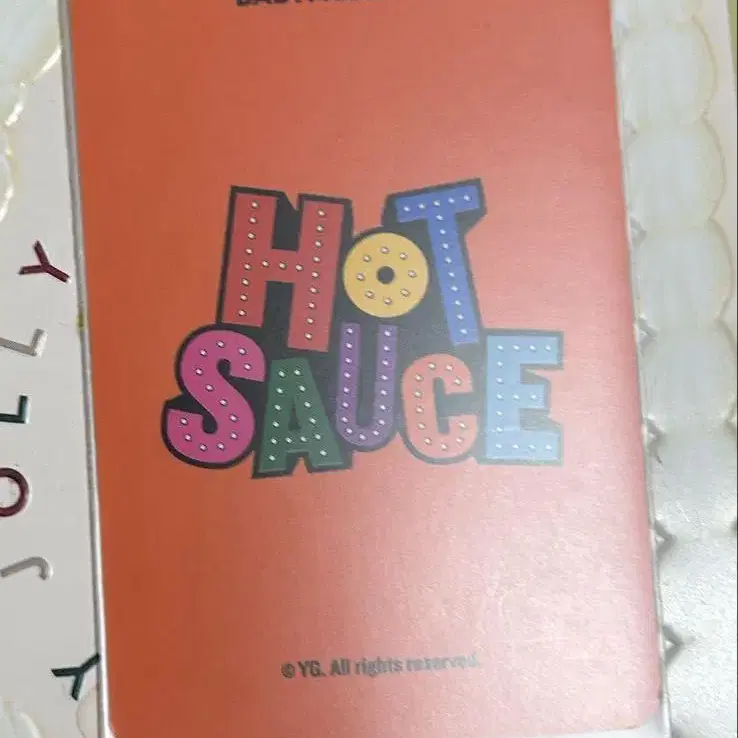 HOT
SAUCE
© YG. All rights reserved.
JOLLY